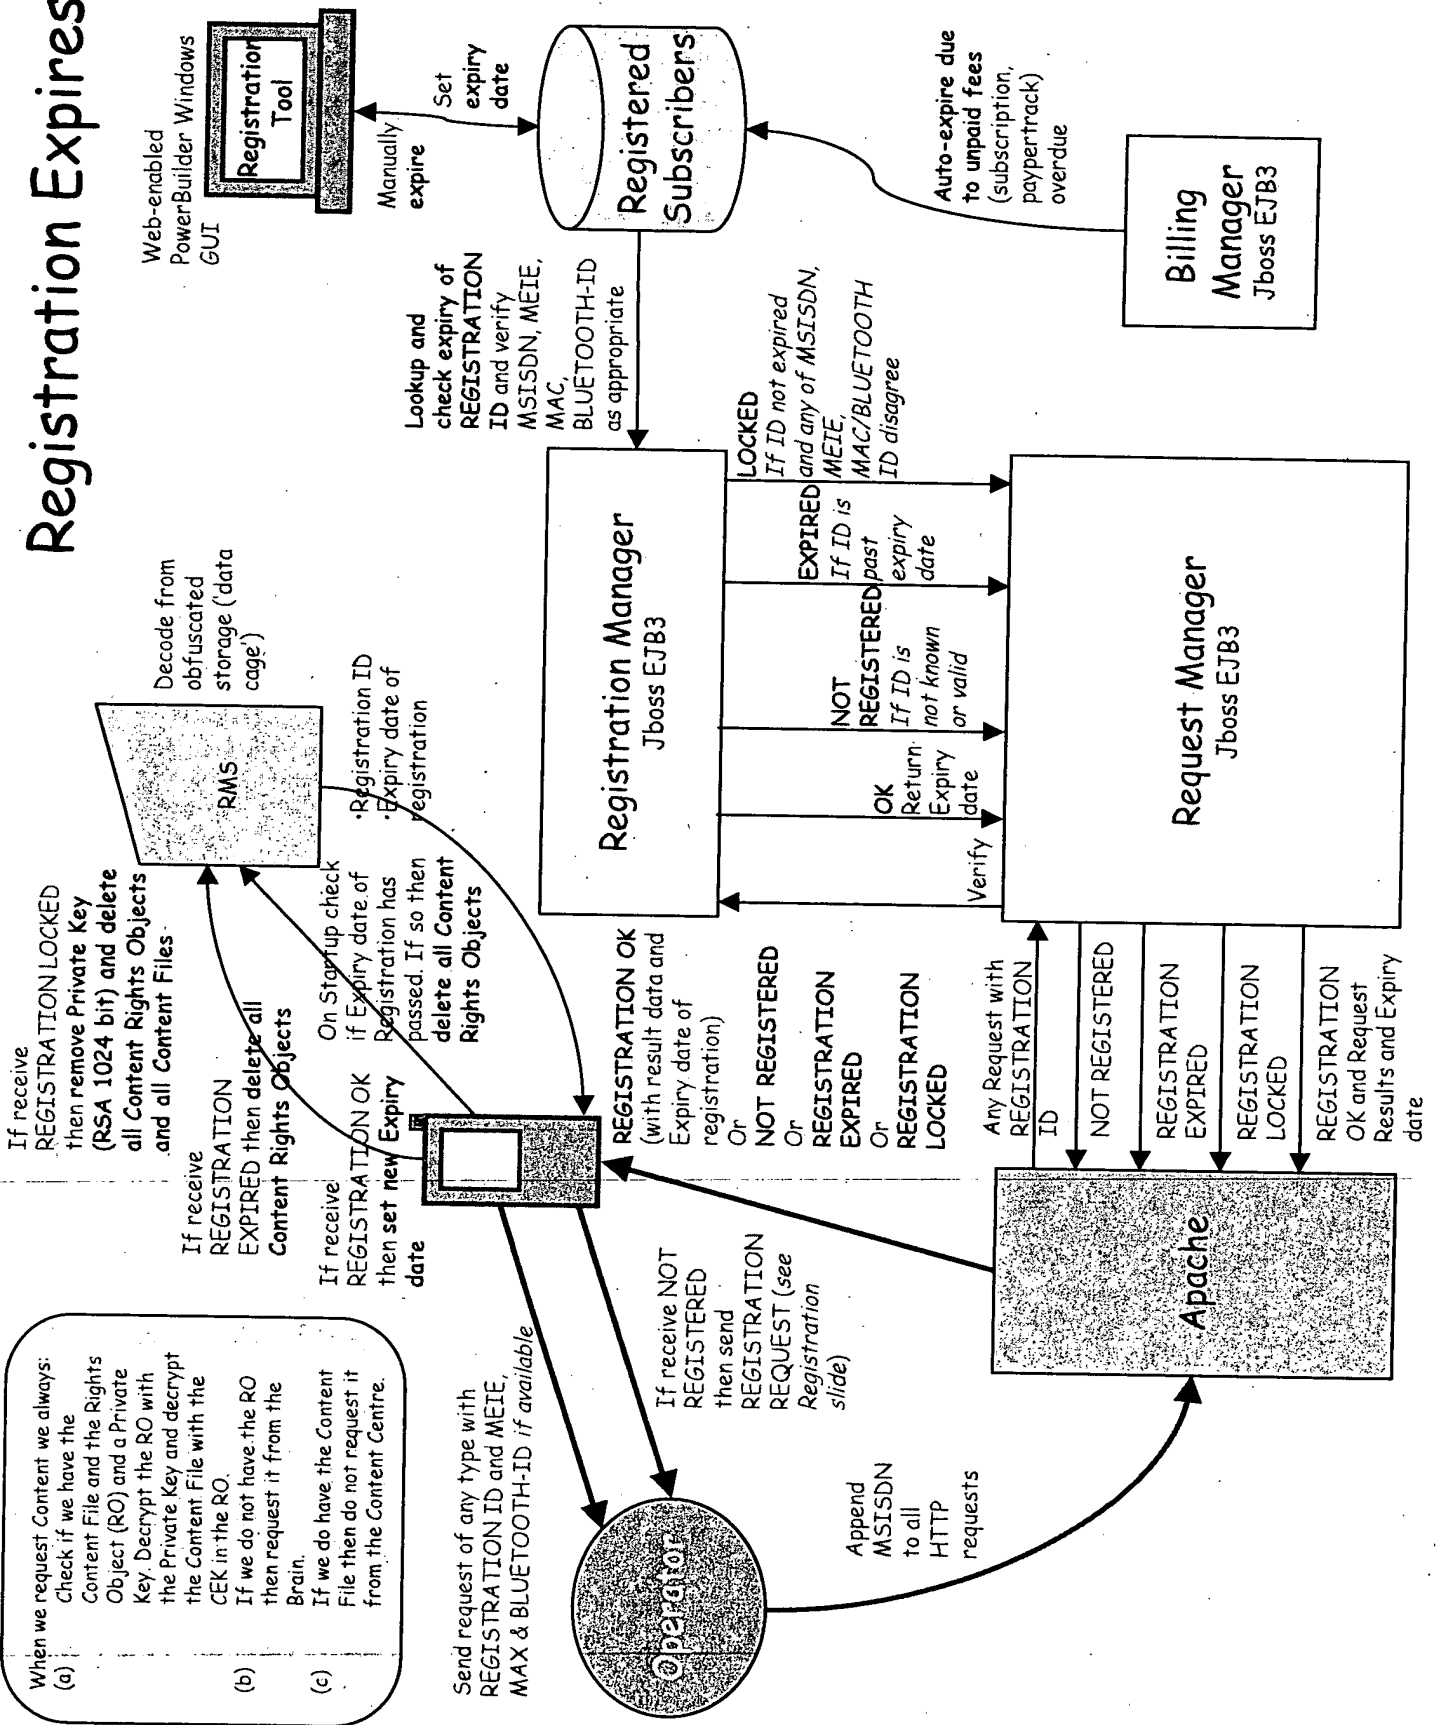 Registration Expires
When we request Content we always:
(a) Check if we have the
Content File and the Rights
Object (RO) and a Private
Key. Decrypt the RO with
the Private Key and decrypt
the Content File with the
CEK in the RO.
(b) If we do not have the RO
then request it from the
Brain.
(c) If we do have the Content
File then do not request it
from the Content Centre.
If receive
REGISTRATION LOCKED
then remove Private Key
(RSA 1024 bit) and delete
all Content Rights Objects
and all Content Files
If receive
REGISTRATION
EXPIRED then delete all
Content Rights Objects
If receive
REGISTRATION OK
then set new Expiry
date
On Startup check
if Expiry date of
Registration has
passed. If so then
delete all Content
Rights Objects
RMS
Decode from
obfuscated
storage ('data
cage')
•Registration ID
•Expiry date of
registration
Web-enabled
PowerBuilder Windows
GUI
Registration
Tool
Manually
expire
Set
expiry
date
Registered
Subscribers
Lookup and
check expiry of
REGISTRATION
ID and verify
MSISDN, MEIE,
MAC,
BLUETOOTH-ID
as appropriate
Auto-expire due
to unpaid fees
(subscription,
paypertrack)
overdue
Billing
Manager
Jboss EJB3
Registration Manager
Jboss EJB3
Verify
OK
Return
Expiry
date
NOT
REGISTERED
If ID is
not known
or valid
EXPIRED
If ID is
past
expiry
date
LOCKED
If ID not expired
and any of MSISDN,
MEIE,
MAC/BLUETOOTH
ID disagree
Request Manager
Jboss EJB3
Send request of any type with
REGISTRATION ID and MEIE,
MAX & BLUETOOTH-ID if available
If receive NOT
REGISTERED
then send
REGISTRATION
REQUEST (see
Registration
slide)
REGISTRATION OK
(with result data and
Expiry date of
registration)
Or
NOT REGISTERED
Or
REGISTRATION
EXPIRED
Or
REGISTRATION
LOCKED
Operator
Append
MSISDN
to all
HTTP
requests
Apache
Any Request with
REGISTRATION
ID
NOT REGISTERED
REGISTRATION
EXPIRED
REGISTRATION
LOCKED
REGISTRATION
OK and Request
Results and Expiry
date